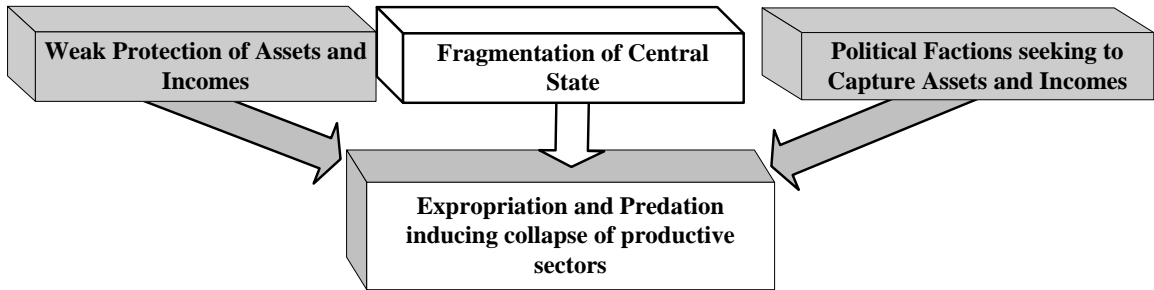 Weak Protection of Assets and
Incomes
Fragmentation of Central
State
Political Factions seeking to
Capture Assets and Incomes
Expropriation and Predation
inducing collapse of productive
sectors